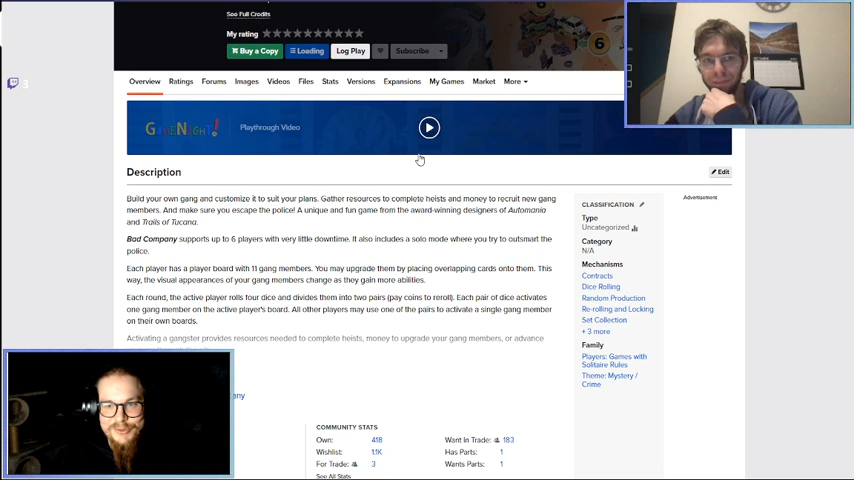 See Full Credits
My rating
6
Buy a Copy
Loading
Log Play
Subscribe
Overview
Ratings
Forums
Images
Videos
Files
Stats
Versions
Expansions
My Games
Market
More
GameNight!
Playthrough Video
Description
Edit
Build your own gang and customize it to suit your plans. Gather resources to complete heists and money to recruit new gang
members. And make sure you escape the police! A unique and fun game from the award-winning designers of Automania
and Trails of Tucana.
Bad Company supports up to 6 players with very little downtime. It also includes a solo mode where you try to outsmart the
police.
Each player has a player board with 11 gang members. You may upgrade them by placing overlapping cards onto them. This
way, the visual appearances of your gang members change as they gain more abilities.
Each round, the active player rolls four dice and divides them into two pairs (pay coins to reroll). Each pair of dice activates
one gang member on the active player's board. All other players may use one of the pairs to activate a single gang member
on their own boards.
Activating a gangster provides resources needed to complete heists, money to upgrade your gang members, or advance
any
CLASSIFICATION
Type
Uncategorized
Category
N/A
Mechanisms
Contracts
Dice Rolling
Random Production
Re-rolling and Locking
Set Collection
+ 3 more
Family
Players: Games with
Solitaire Rules
Theme: Mystery /
Crime
Advertisement
COMMUNITY STATS
Own: 418
Wishlist: 1.1K
For Trade: 3
See All Stats
Want In Trade: 183
Has Parts: 1
Wants Parts: 1